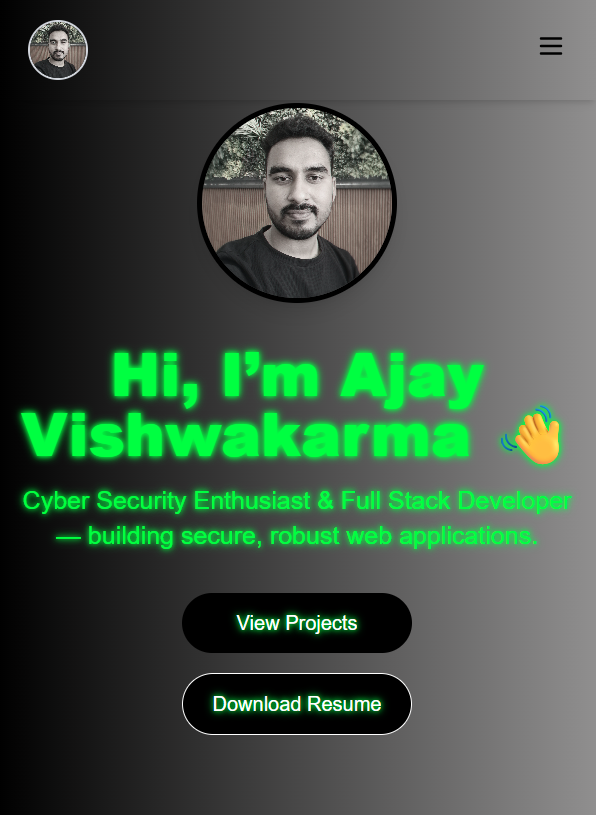 Hi, I’m Ajay
Vishwakarma 👋
Cyber Security Enthusiast & Full Stack Developer
— building secure, robust web applications.
View Projects
Download Resume